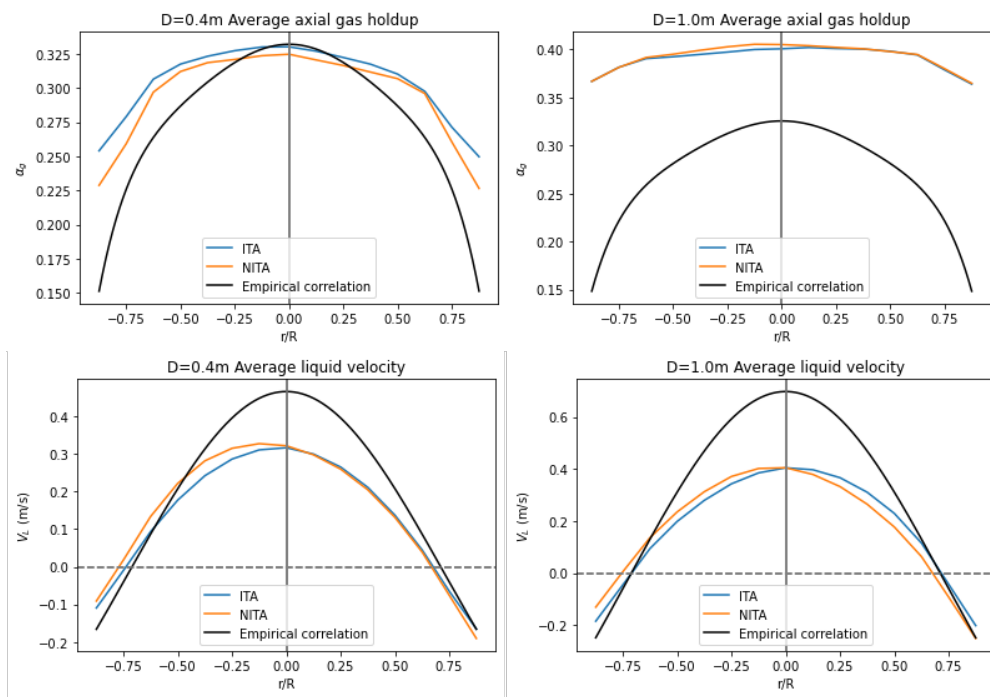 D=0.4m Average axial gas holdup
0.325
0.300
0.275
0.250
0.225
0.200
0.175
0.150
α_g
ITA
NITA
Empirical correlation
−0.75 −0.50 −0.25 0.00 0.25 0.50 0.75
r/R
D=1.0m Average axial gas holdup
0.40
0.35
0.30
0.25
0.20
0.15
α_g
ITA
NITA
Empirical correlation
−0.75 −0.50 −0.25 0.00 0.25 0.50 0.75
r/R
D=0.4m Average liquid velocity
0.4
0.3
0.2
0.1
0.0
−0.1
−0.2
V_L (m/s)
ITA
NITA
Empirical correlation
−0.75 −0.50 −0.25 0.00 0.25 0.50 0.75
r/R
D=1.0m Average liquid velocity
0.6
0.4
0.2
0.0
−0.2
V_L (m/s)
ITA
NITA
Empirical correlation
−0.75 −0.50 −0.25 0.00 0.25 0.50 0.75
r/R